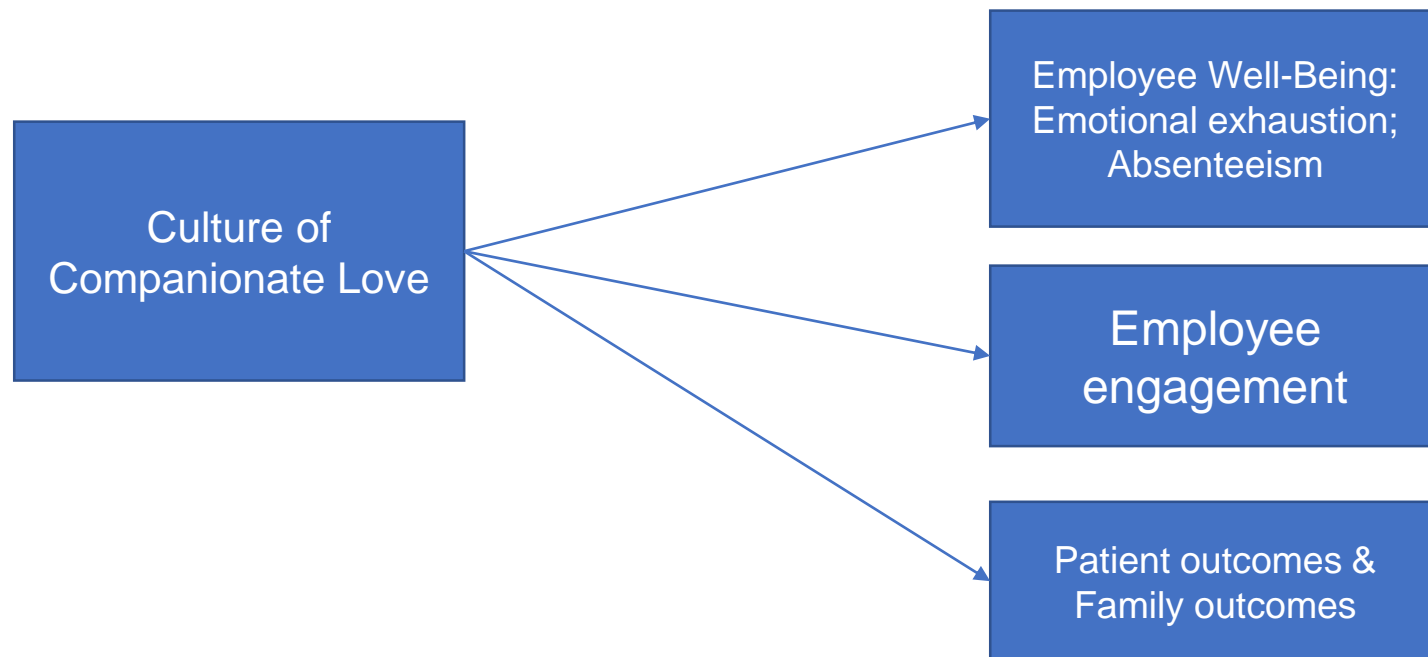 Culture of
Companionate Love
Employee Well-Being:
Emotional exhaustion;
Absenteeism
Employee
engagement
Patient outcomes &
Family outcomes